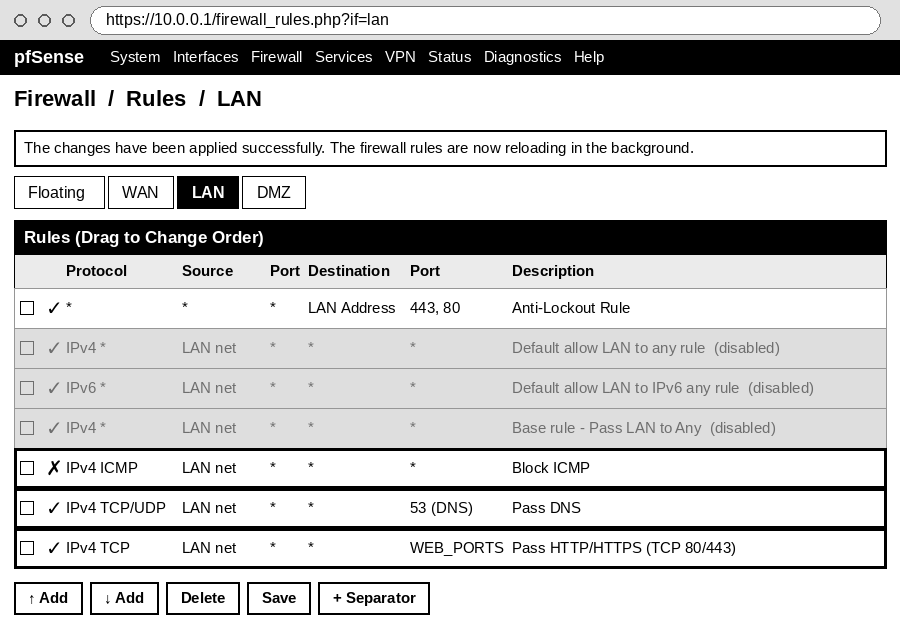 https://10.0.0.1/firewall_rules.php?if=lan
pfSense System Interfaces Firewall Services VPN Status Diagnostics Help
Firewall / Rules / LAN
The changes have been applied successfully. The firewall rules are now reloading in the background.
Floating WAN LAN DMZ
Rules (Drag to Change Order)
Protocol Source Port Destination Port Description
✓ * * * LAN Address 443, 80 Anti-Lockout Rule
✓ IPv4 * LAN net * * * Default allow LAN to any rule (disabled)
✓ IPv6 * LAN net * * * Default allow LAN to IPv6 any rule (disabled)
✓ IPv4 * LAN net * * * Base rule - Pass LAN to Any (disabled)
✗ IPv4 ICMP LAN net * * * Block ICMP
✓ IPv4 TCP/UDP LAN net * * 53 (DNS) Pass DNS
✓ IPv4 TCP LAN net * * WEB_PORTS Pass HTTP/HTTPS (TCP 80/443)
↑ Add ↓ Add Delete Save + Separator